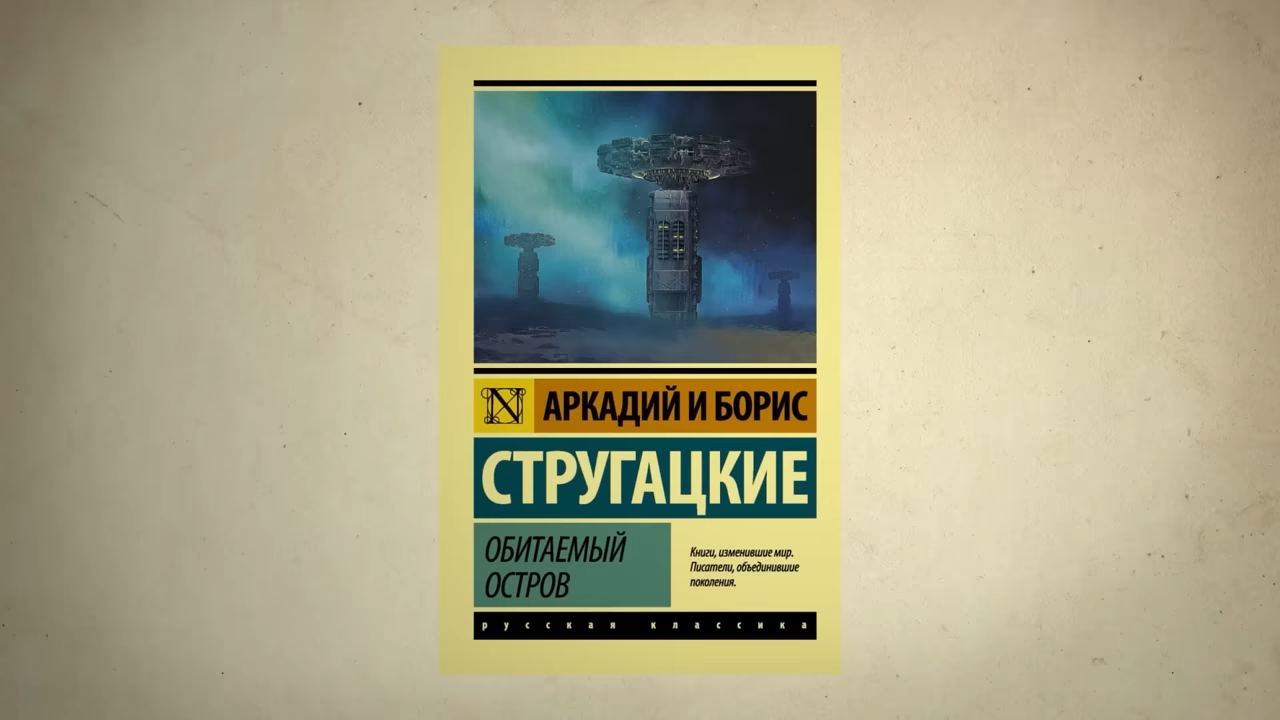 N
АРКАДИЙ И БОРИС
СТРУГАЦКИЕ
ОБИТАЕМЫЙ
ОСТРОВ
Книги, изменившие мир.
Писатели, объединившие
поколения.
русская классика